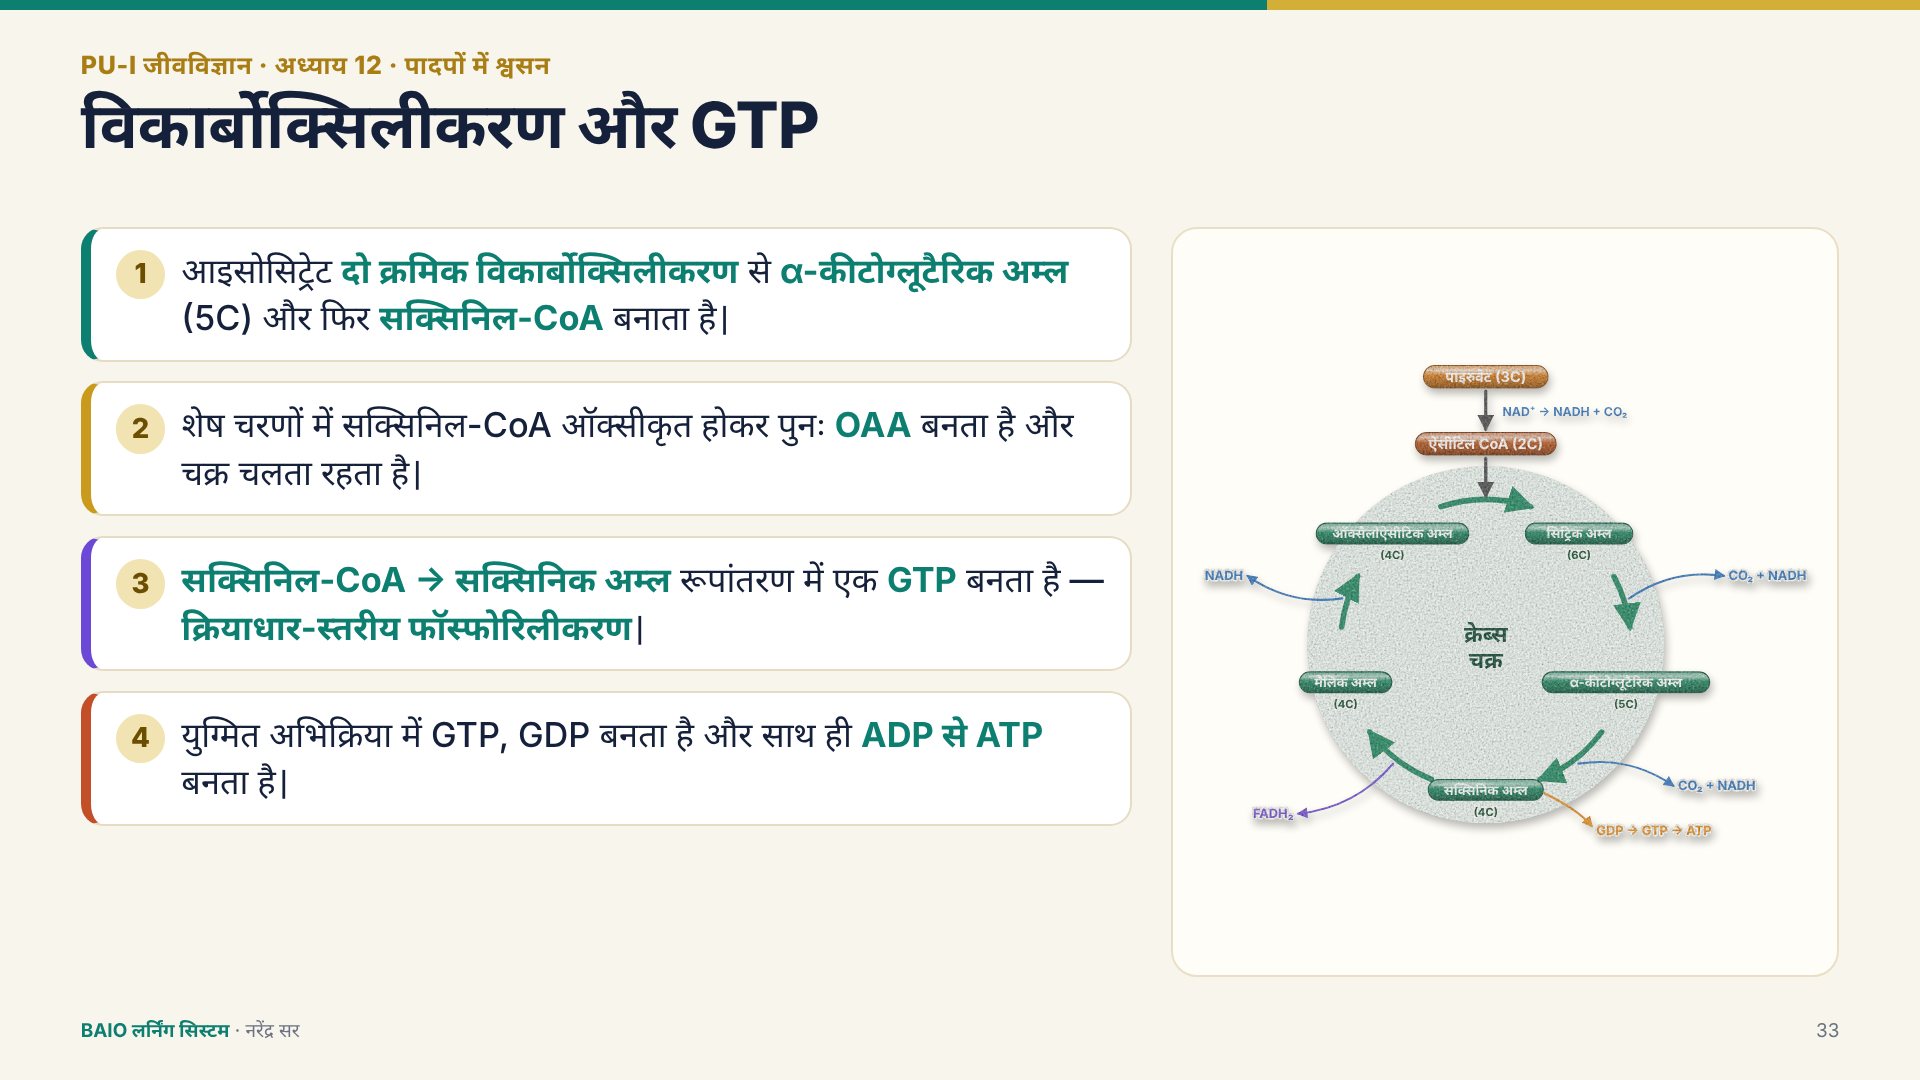 PU-I जीवविज्ञान · अध्याय 12 · पादपों में श्वसन
विकार्बोक्सिलीकरण और GTP
1 आइसोसिट्रेट दो क्रमिक विकार्बोक्सिलीकरण से α-कीटोग्लूटैरिक अम्ल
(5C) और फिर सक्सिनिल-CoA बनाता है|
2 शेष चरणों में सक्सिनिल-CoA ऑक्सीकृत होकर पुनः OAA बनता है और
चक्र चलता रहता है|
3 सक्सिनिल-CoA → सक्सिनिक अम्ल रूपांतरण में एक GTP बनता है —
क्रियाधार-स्तरीय फॉस्फोरिलीकरण|
4 युग्मित अभिक्रिया में GTP, GDP बनता है और साथ ही ADP से ATP
बनता है|
पाइरुवेट (3C)
NAD⁺ → NADH + CO₂
ऐसीटिल CoA (2C)
ऑक्सैलोऐसीटिक अम्ल
(4C)
सिट्रिक अम्ल
(6C)
NADH
CO₂ + NADH
क्रेब्स
चक्र
मैलिक अम्ल
(4C)
α-कीटोग्लूटैरिक अम्ल
(5C)
सक्सिनिक अम्ल
(4C)
CO₂ + NADH
FADH₂
GDP → GTP → ATP
BAIO लर्निंग सिस्टम · नरेंद्र सर
33